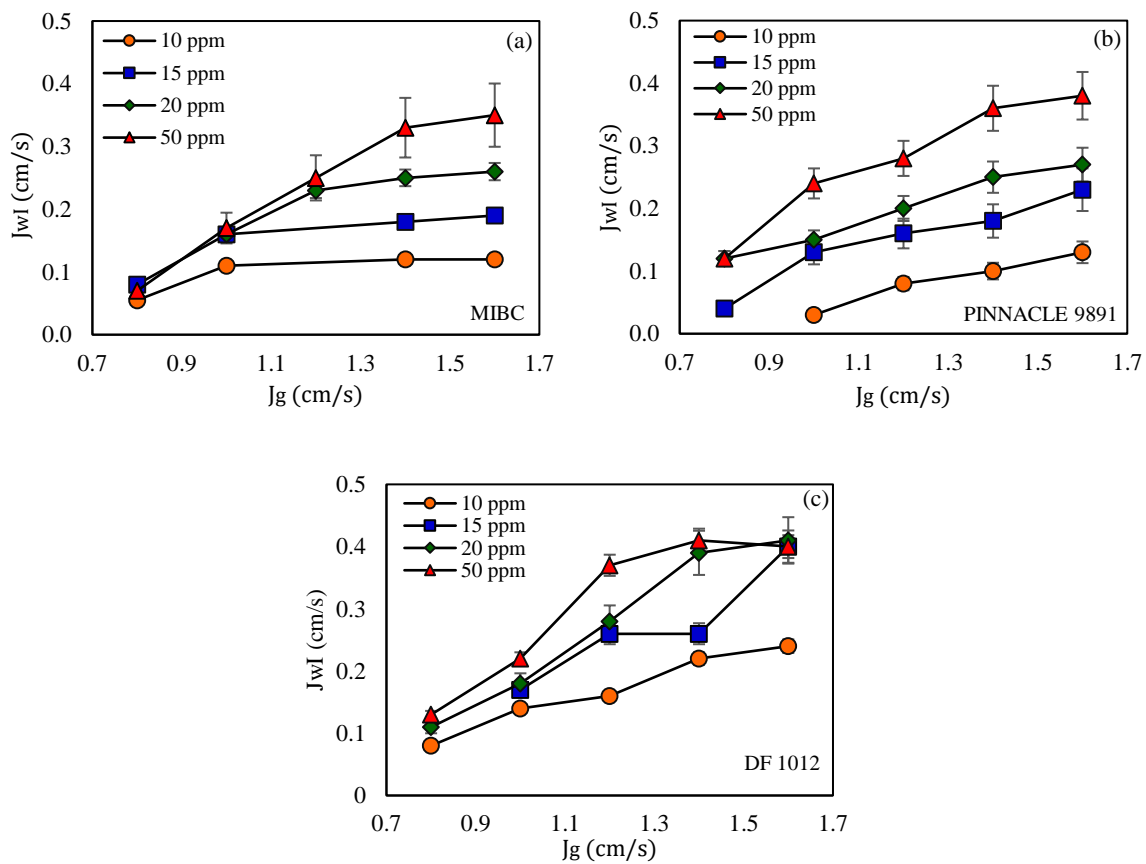 (a)
10 ppm
15 ppm
20 ppm
50 ppm
0.5
0.4
0.3
0.2
0.1
0.0
JwI (cm/s)
MIBC
0.7 0.9 1.1 1.3 1.5 1.7
Jg (cm/s)
(b)
10 ppm
15 ppm
20 ppm
50 ppm
0.5
0.4
0.3
0.2
0.1
0.0
JwI (cm/s)
PINNACLE 9891
0.7 0.9 1.1 1.3 1.5 1.7
Jg (cm/s)
(c)
10 ppm
15 ppm
20 ppm
50 ppm
0.5
0.4
0.3
0.2
0.1
0
JwI (cm/s)
DF 1012
0.7 0.9 1.1 1.3 1.5 1.7
Jg (cm/s)